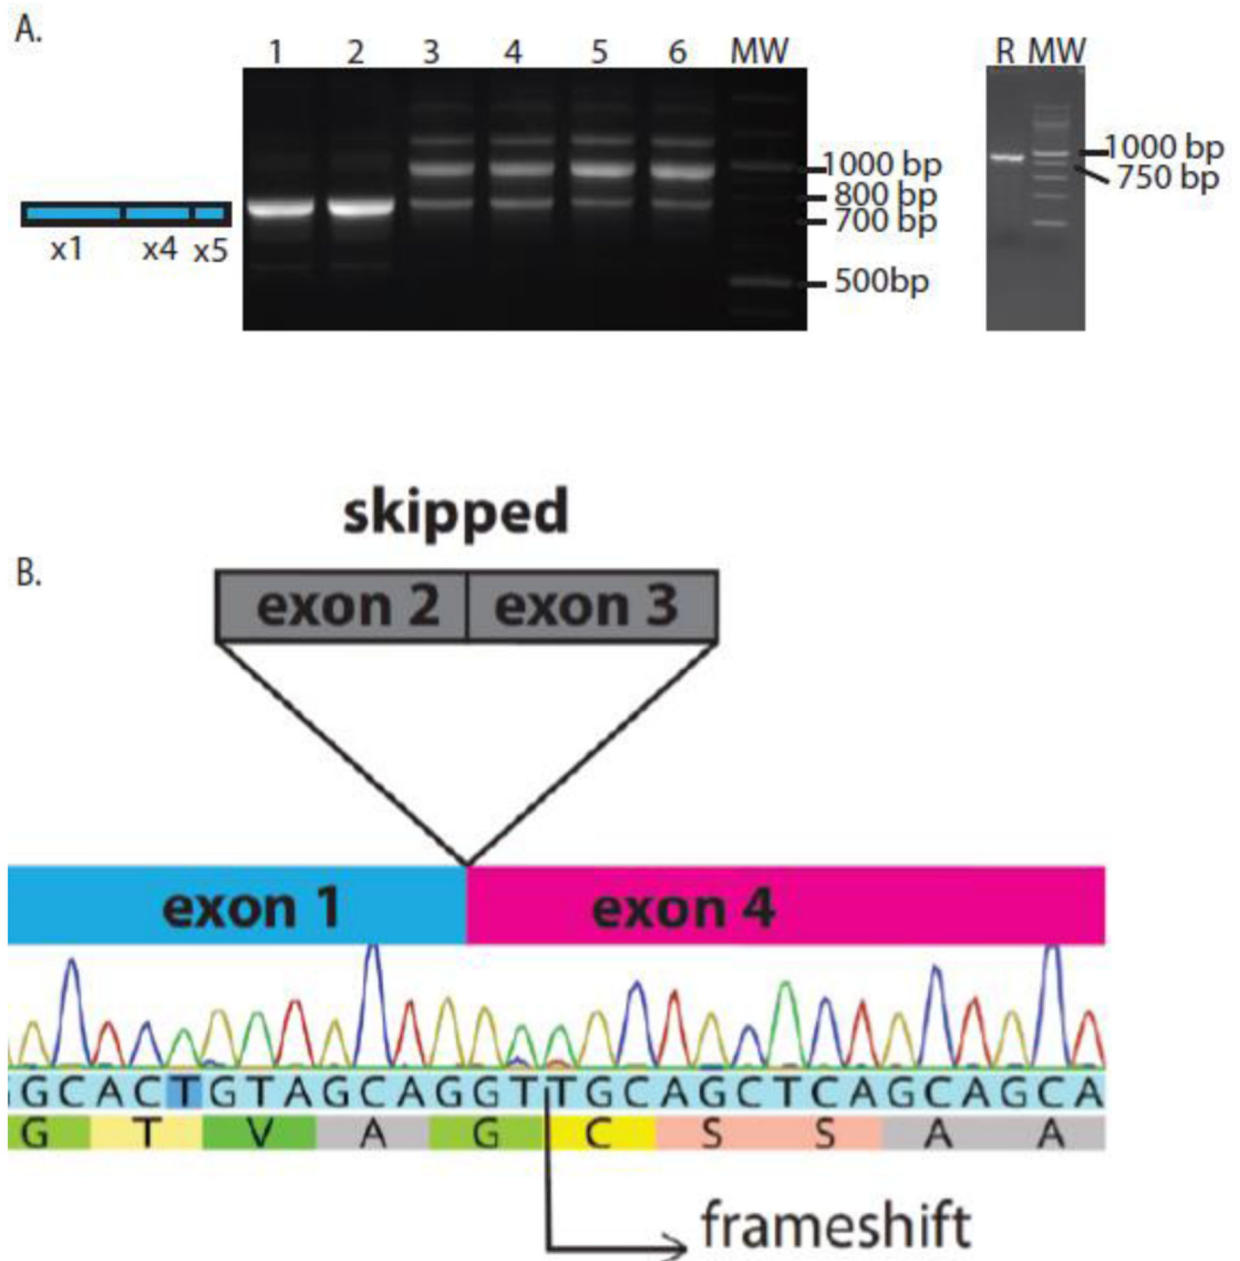 A.
1 2 3 4 5 6 MW
R MW
1000 bp
800 bp
700 bp
500bp
1000 bp
750 bp
x1 x4 x5
skipped
B.
exon 2 exon 3
exon 1 exon 4
GCACTGTAGCAGGTTGCAGCTCAGCAGCA
G T V A G C S S A A
frameshift